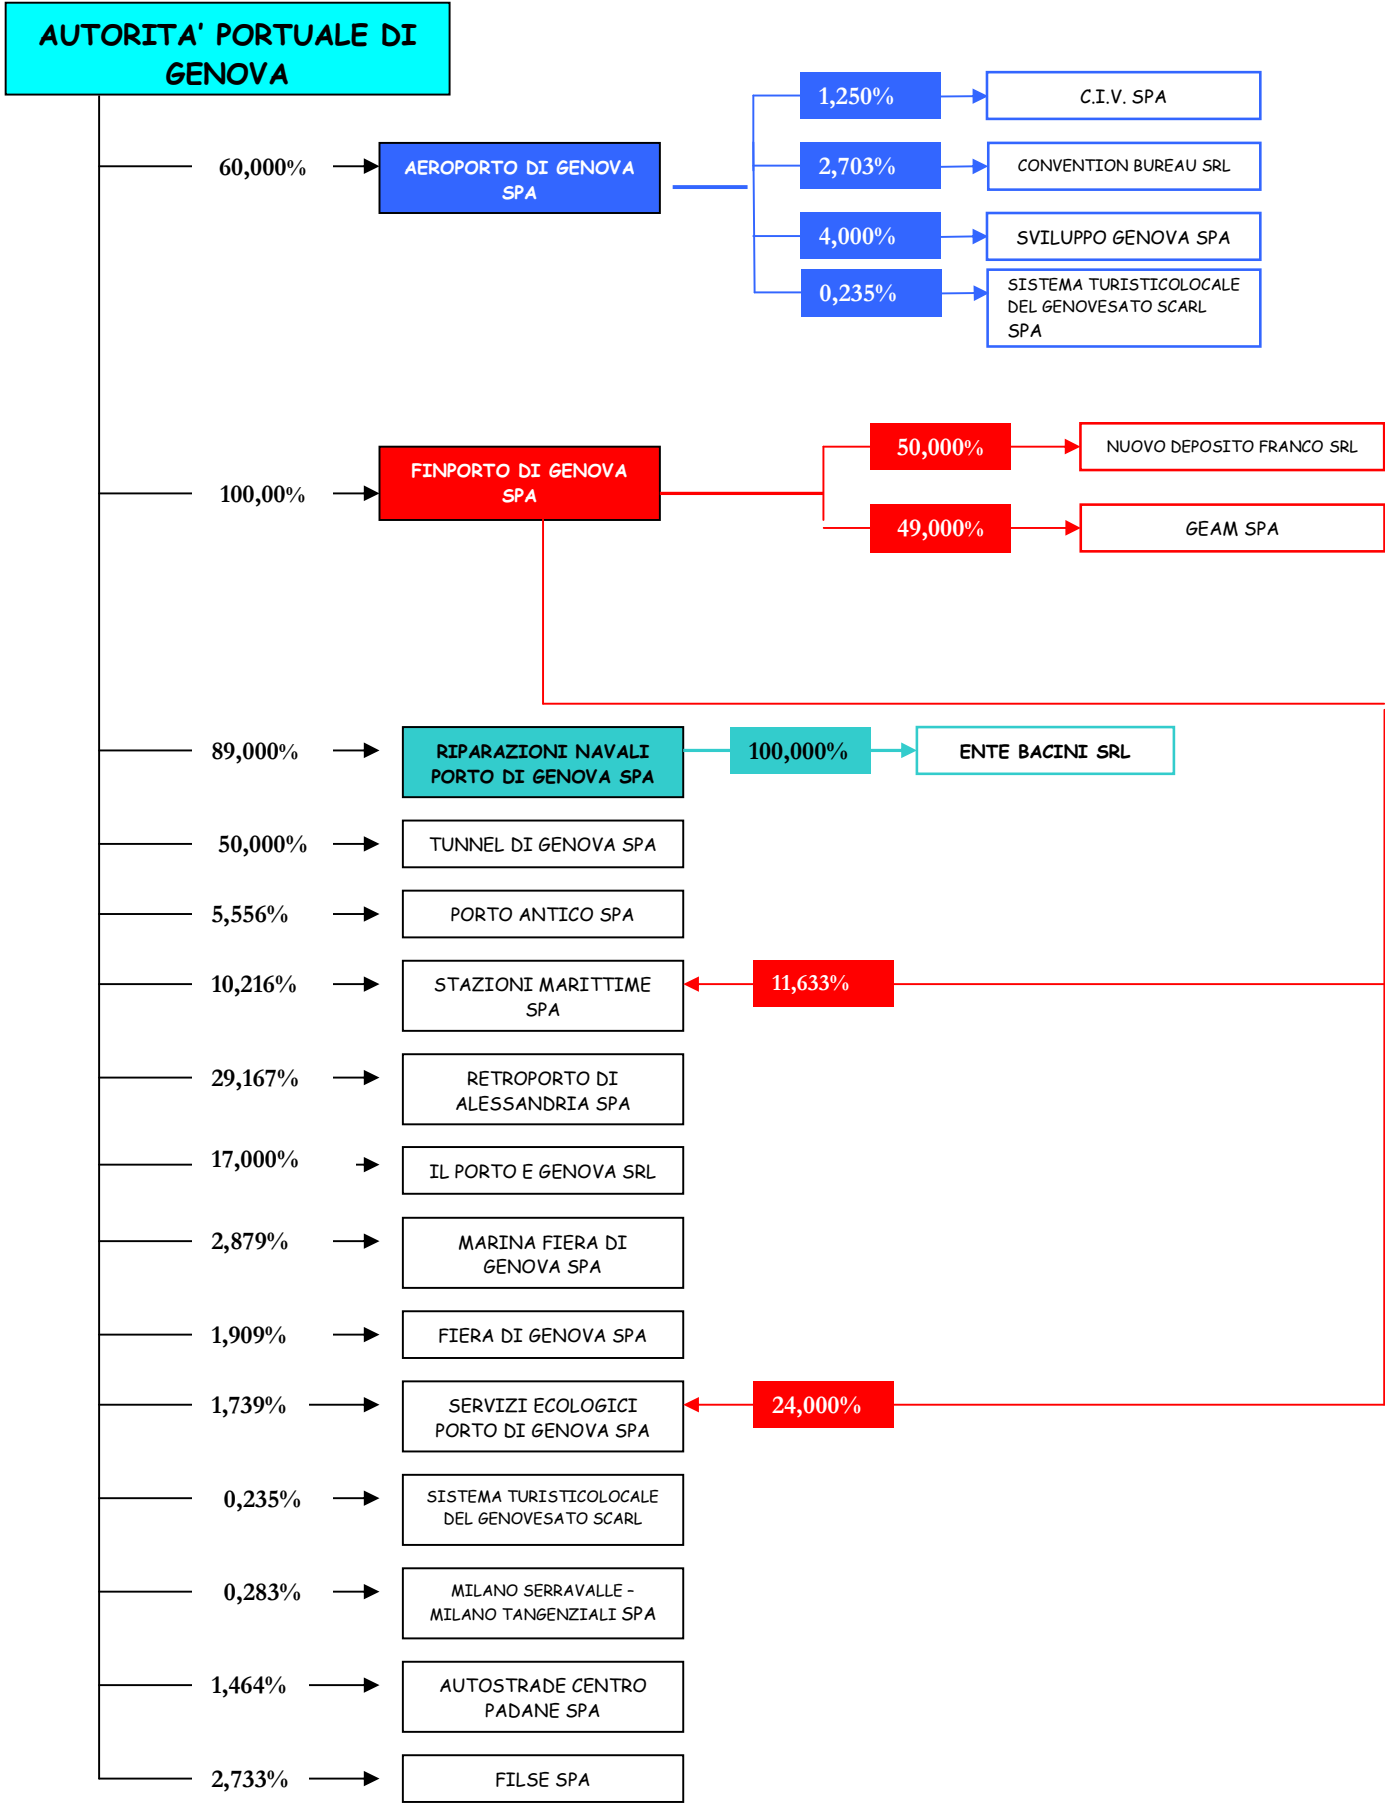 AUTORITA' PORTUALE DI
GENOVA
60,000%
AEROPORTO DI GENOVA
SPA
1,250%
C.I.V. SPA
2,703%
CONVENTION BUREAU SRL
4,000%
SVILUPPO GENOVA SPA
0,235%
SISTEMA TURISTICOLOCALE
DEL GENOVESATO SCARL
SPA
100,00%
FINPORTO DI GENOVA
SPA
50,000%
NUOVO DEPOSITO FRANCO SRL
49,000%
GEAM SPA
89,000%
RIPARAZIONI NAVALI
PORTO DI GENOVA SPA
100,000%
ENTE BACINI SRL
50,000%
TUNNEL DI GENOVA SPA
5,556%
PORTO ANTICO SPA
10,216%
STAZIONI MARITTIME
SPA
11,633%
29,167%
RETROPORTO DI
ALESSANDRIA SPA
17,000%
IL PORTO E GENOVA SRL
2,879%
MARINA FIERA DI
GENOVA SPA
1,909%
FIERA DI GENOVA SPA
1,739%
SERVIZI ECOLOGICI
PORTO DI GENOVA SPA
24,000%
0,235%
SISTEMA TURISTICOLOCALE
DEL GENOVESATO SCARL
0,283%
MILANO SERRAVALLE –
MILANO TANGENZIALI SPA
1,464%
AUTOSTRADE CENTRO
PADANE SPA
2,733%
FILSE SPA